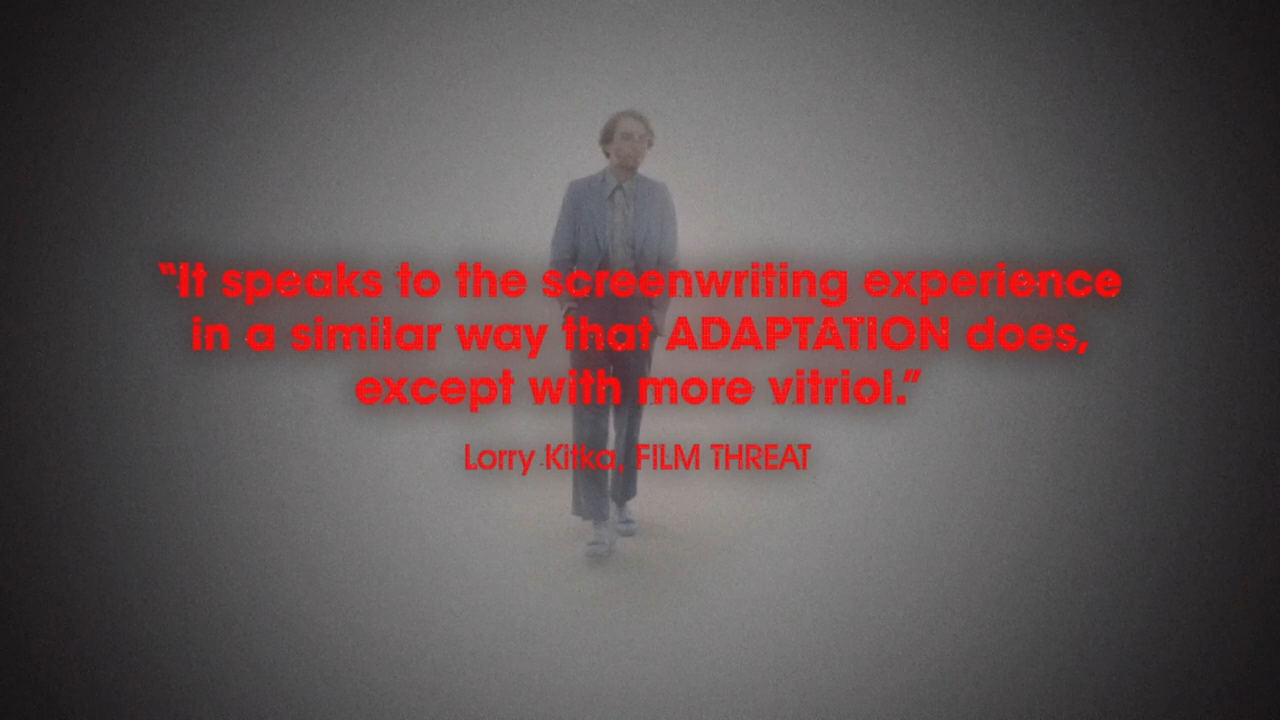 “It speaks to the screenwriting experience
in a similar way that ADAPTATION does,
except with more vitriol.”
Lorry Kitka, FILM THREAT